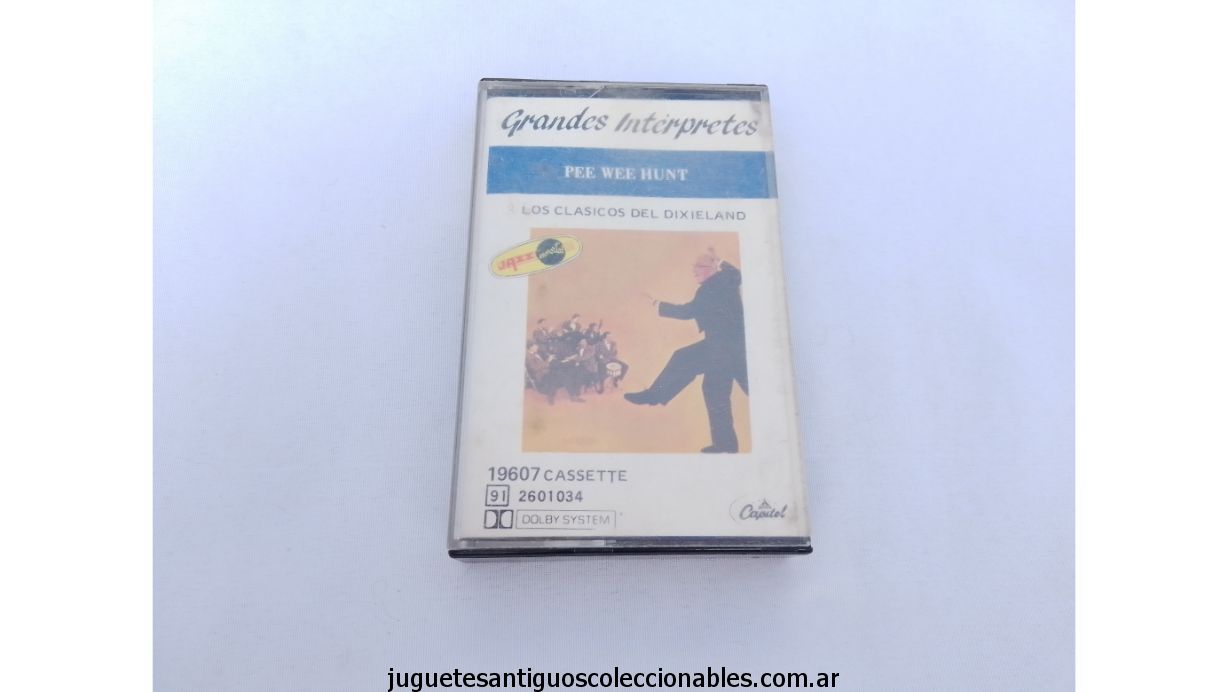 Grandes Intérpretes
PEE WEE HUNT
LOS CLASICOS DEL DIXIELAND
JAZZ
19607 CASSETTE
91 2601034
DOLBY SYSTEM
Capitol
juguetesantiguoscoleccionables.com.ar